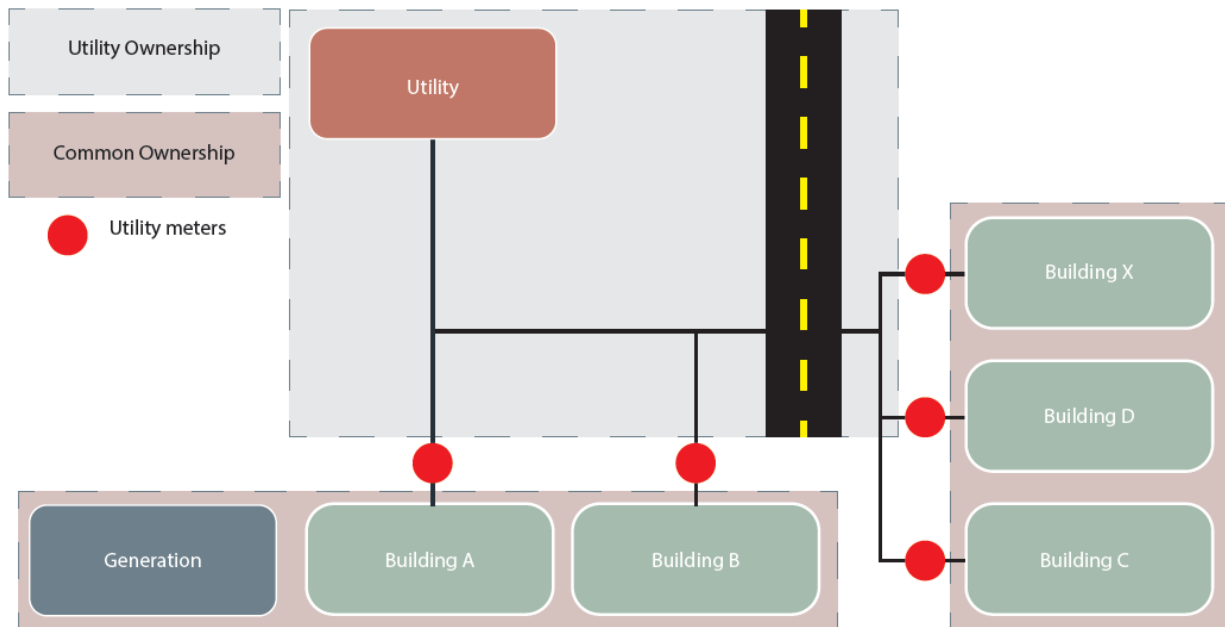 Utility Ownership
Common Ownership
Utility meters
Utility
Building X
Building D
Building C
Generation
Building A
Building B